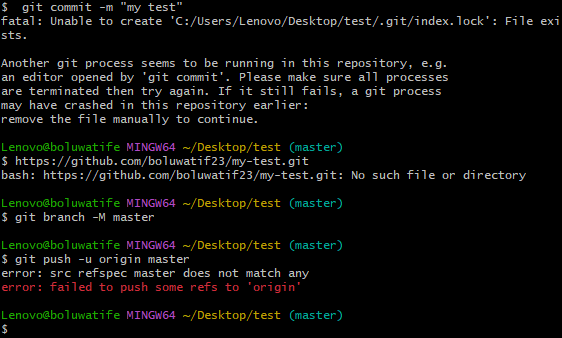 $  git commit -m "my test"
fatal: Unable to create 'C:/Users/Lenovo/Desktop/test/.git/index.lock': File exi
sts.
Another git process seems to be running in this repository, e.g.
an editor opened by 'git commit'. Please make sure all processes
are terminated then try again. If it still fails, a git process
may have crashed in this repository earlier:
remove the file manually to continue.
Lenovo@boluwatife MINGW64 ~/Desktop/test (master)
$ https://github.com/boluwatif23/my-test.git
bash: https://github.com/boluwatif23/my-test.git: No such file or directory
Lenovo@boluwatife MINGW64 ~/Desktop/test (master)
$ git branch -M master
Lenovo@boluwatife MINGW64 ~/Desktop/test (master)
$ git push -u origin master
error: src refspec master does not match any
error: failed to push some refs to 'origin'
Lenovo@boluwatife MINGW64 ~/Desktop/test (master)
$